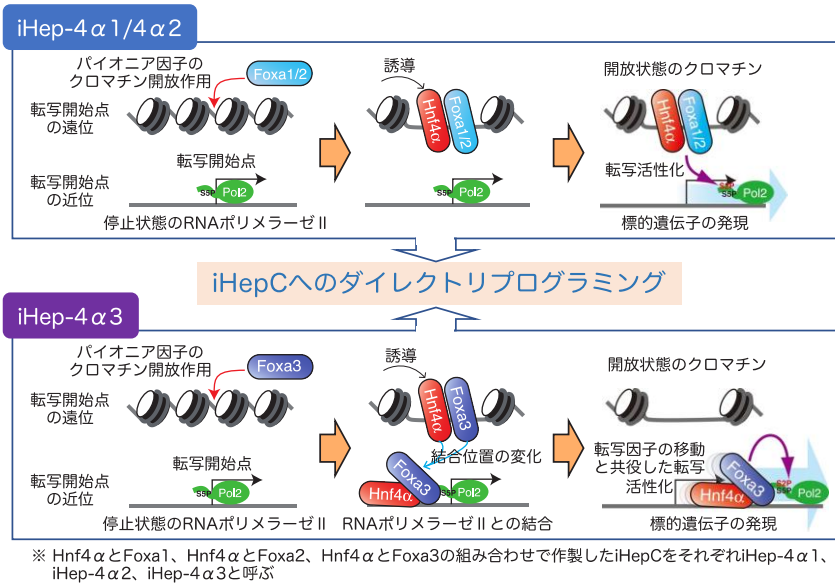 iHep-4α1/4α2
パイオニア因子の
クロマチン開放作用
Foxa1/2
転写開始点
の遠位
転写開始点
転写開始点
の近位
S5P
Pol2
停止状態のRNAポリメラーゼⅡ
誘導
Hnf4α
Foxa1/2
S5P
Pol2
開放状態のクロマチン
Hnf4α
Foxa1/2
転写活性化
S2P
S5P
Pol2
標的遺伝子の発現
iHepCへのダイレクトリプログラミング
iHep-4α3
パイオニア因子の
クロマチン開放作用
Foxa3
転写開始点
の遠位
転写開始点
転写開始点
の近位
S5P
Pol2
停止状態のRNAポリメラーゼⅡ
誘導
Hnf4α
Foxa3
結合位置の変化
Foxa3
Hnf4α
S5P
Pol2
RNAポリメラーゼⅡとの結合
開放状態のクロマチン
転写因子の移動
と共役した転写
活性化
Foxa3
Hnf4α
S2P
S5P
Pol2
標的遺伝子の発現
※ Hnf4αとFoxa1、Hnf4αとFoxa2、Hnf4αとFoxa3の組み合わせで作製したiHepCをそれぞれiHep-4α1、
iHep-4α2、iHep-4α3と呼ぶ